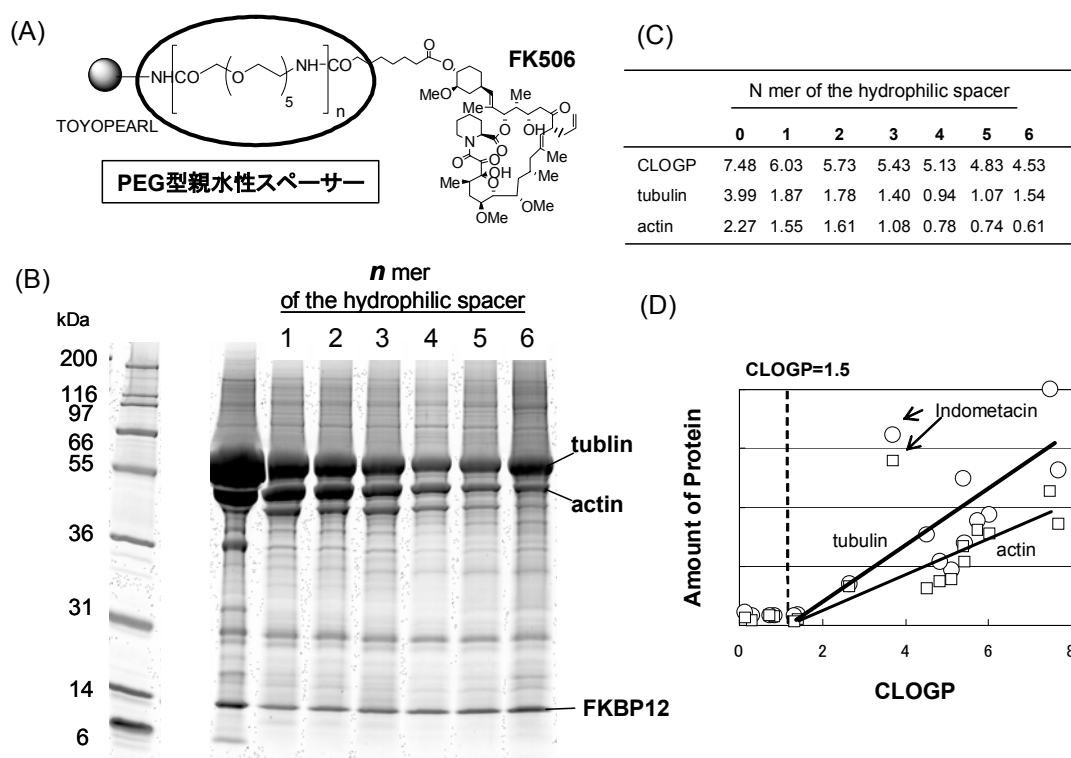 (A)
NH
CO
O
5
NH
n
CO
O
O
FK506
MeO
Me
Me
O
O
OH
N
O
O
O
O
OH
O
Me
Me
Me
OMe
OMe
TOYOPEARL
PEG型親水性スペーサー
(C)
N mer of the hydrophilic spacer
0 1 2 3 4 5 6
CLOGP 7.48 6.03 5.73 5.43 5.13 4.83 4.53
tubulin 3.99 1.87 1.78 1.40 0.94 1.07 1.54
actin 2.27 1.55 1.61 1.08 0.78 0.74 0.61
(B)
n mer
of the hydrophilic spacer
kDa
1 2 3 4 5 6
200
116
97
66
55
36
31
14
6
tublin
actin
FKBP12
(D)
CLOGP=1.5
Indometacin
tubulin
actin
Amount of Protein
0 2 4 6 8
CLOGP